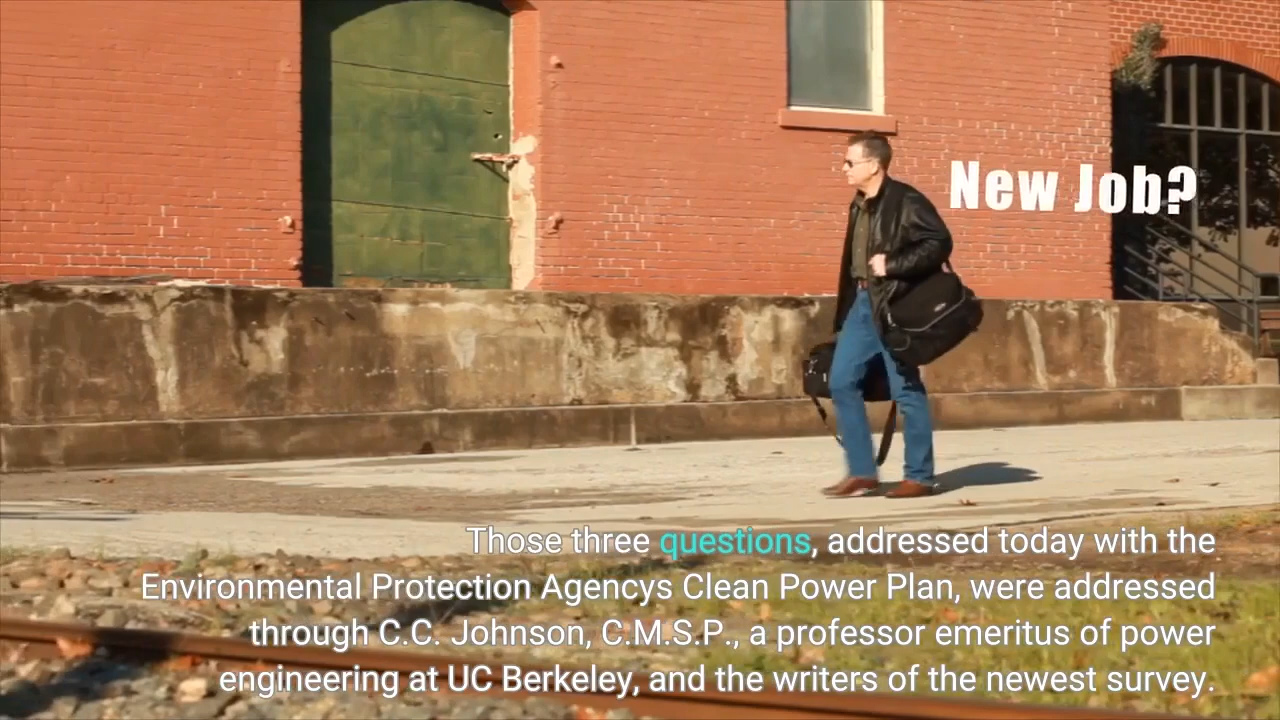 New Job?
Those three questions, addressed today with the
Environmental Protection Agencys Clean Power Plan, were addressed
through C.C. Johnson, C.M.S.P., a professor emeritus of power
engineering at UC Berkeley, and the writers of the newest survey.